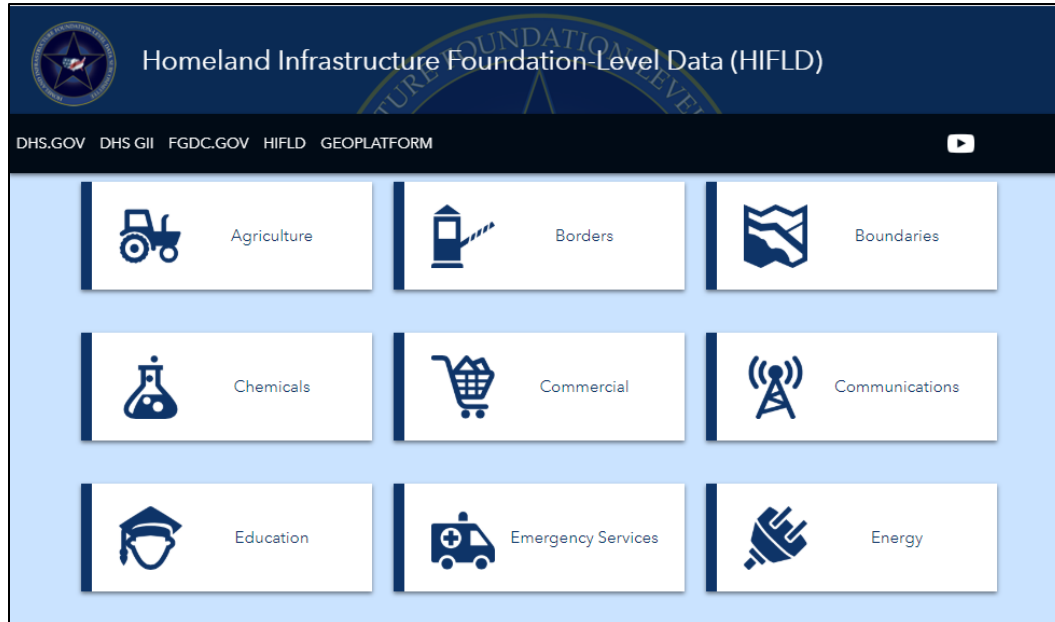 Homeland Infrastructure Foundation-Level Data (HIFLD)
DHS.GOV DHS GII FGDC.GOV HIFLD GEOPLATFORM
Agriculture
Borders
Boundaries
Chemicals
Commercial
Communications
Education
Emergency Services
Energy